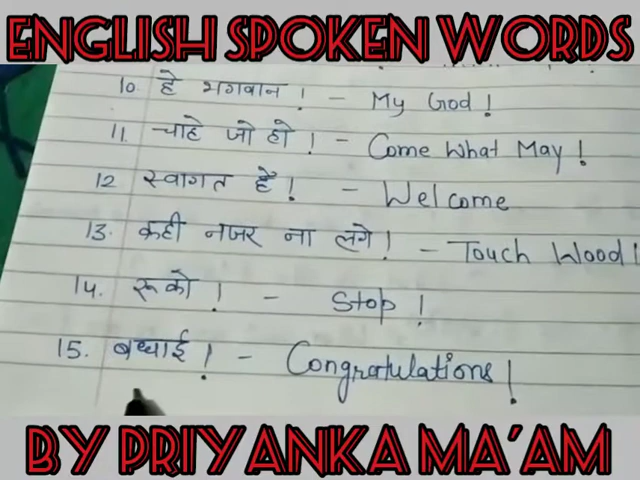 ENGLISH SPOKEN WORDS
10. हे भगवान ! - My God !
11. चाहे जो हो ! - Come What May !
12 स्वागत हैं ! - Welcome
13. कही नजर ना लगे ! - Touch Wood !
14. रूको ! - Stop !
15. बधाई ! - Congratulations !
BY PRIYANKA MA'AM